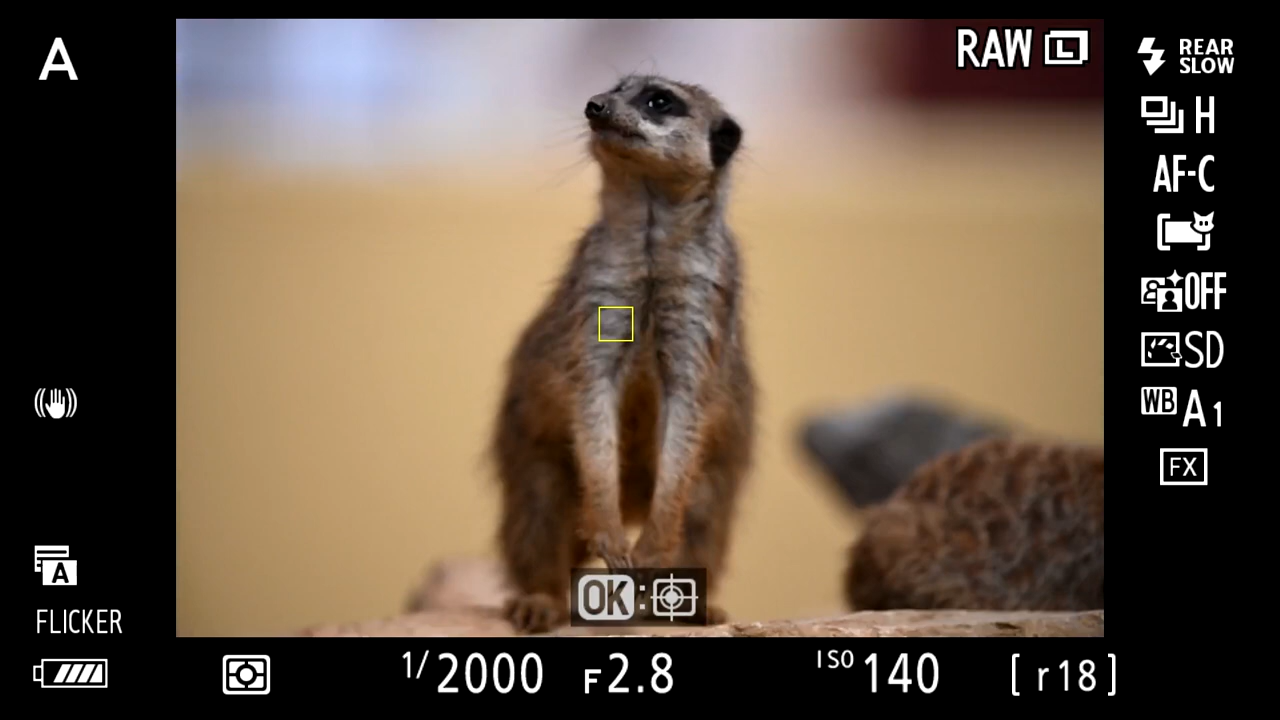 A
RAW L
REAR
SLOW
H
AF-C
OFF
SD
WB A1
FX
OK:
A
FLICKER
1/2000 F2.8 ISO 140 [r18]